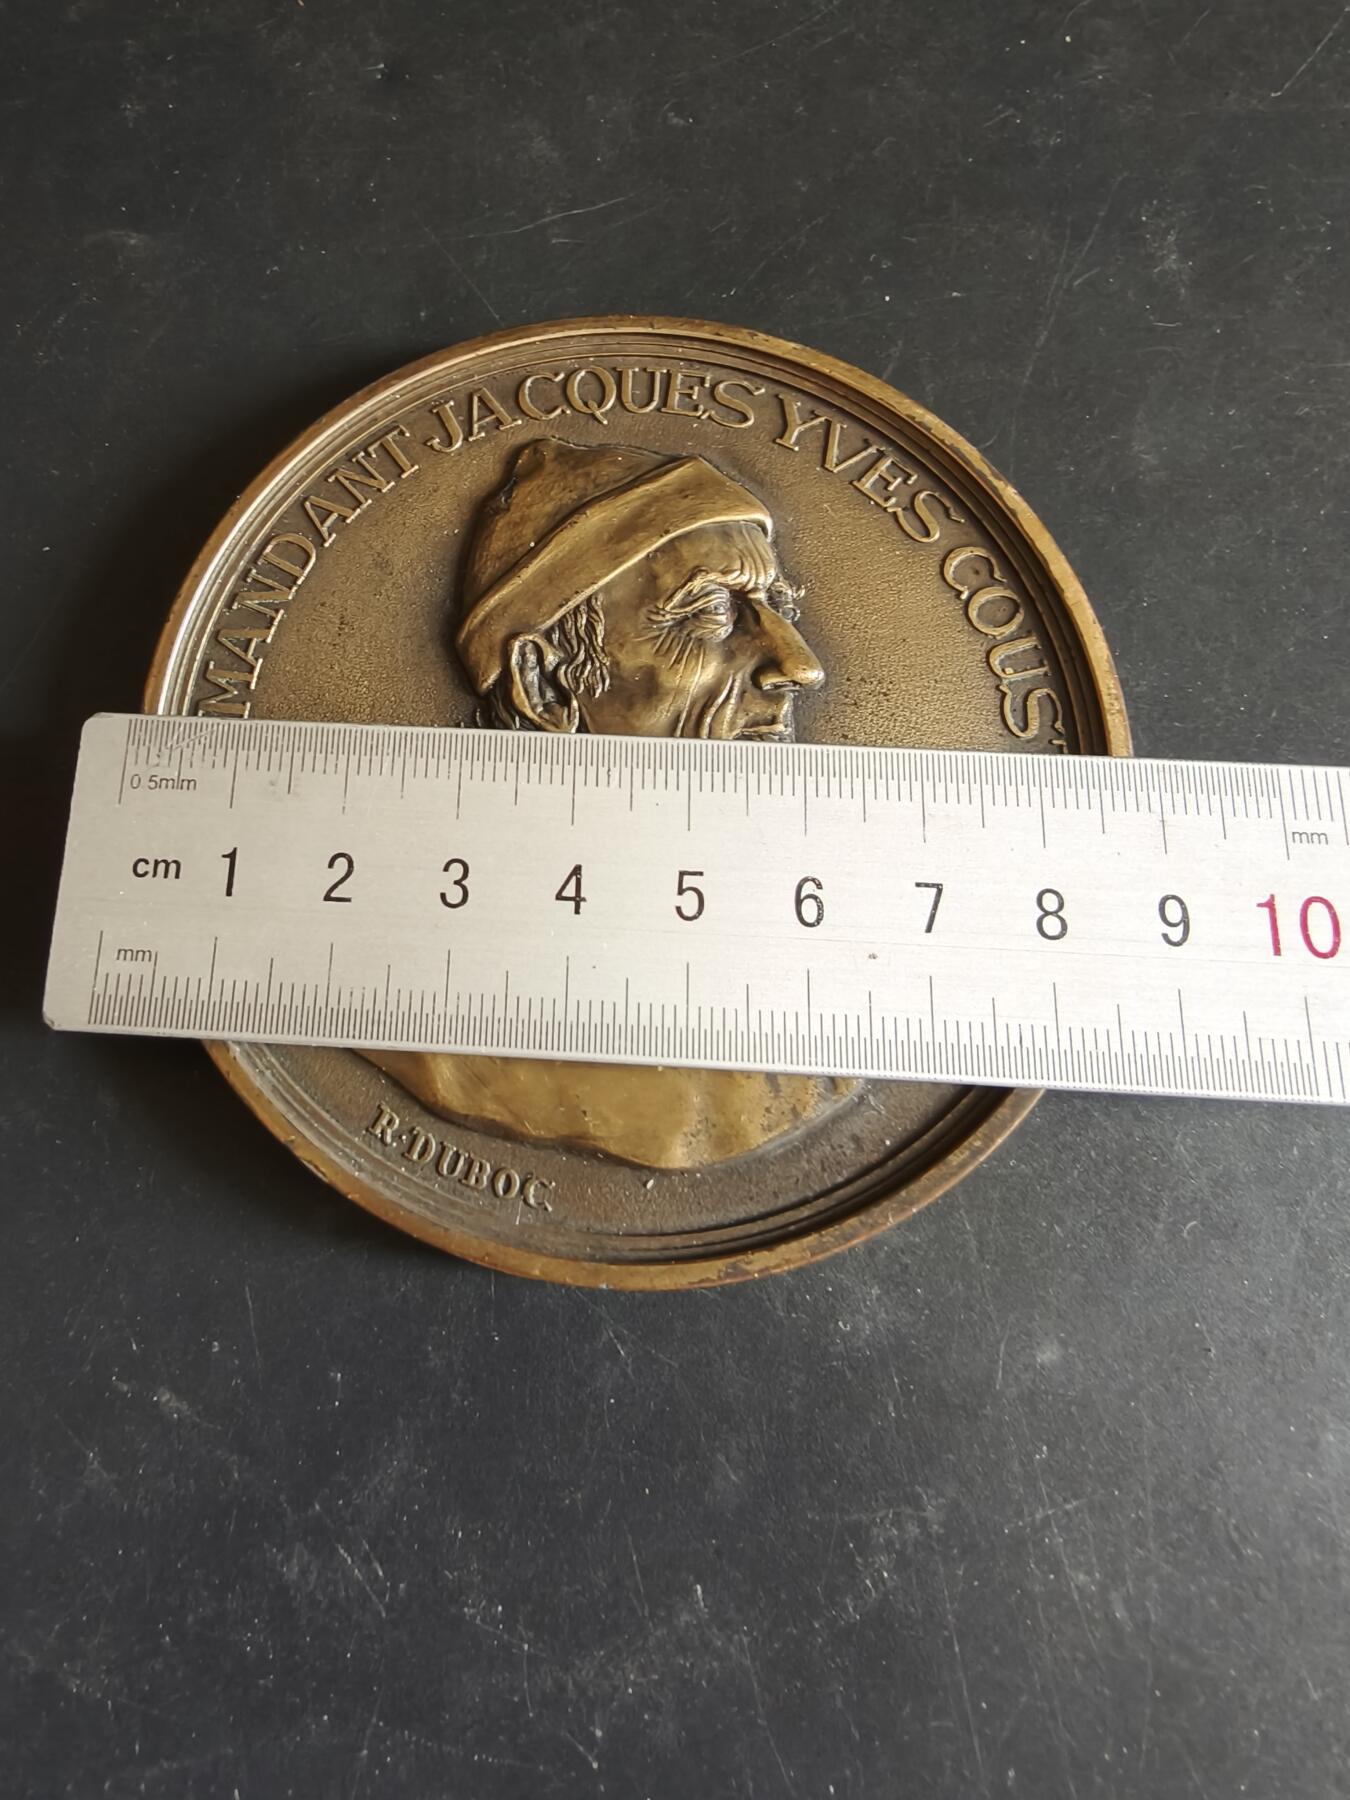 MANDANT JACQUES YVES COUS
0 5mm
mm
cm 1 2 3 4 5 6 7 8 9 10
mm
R·DUBOC.